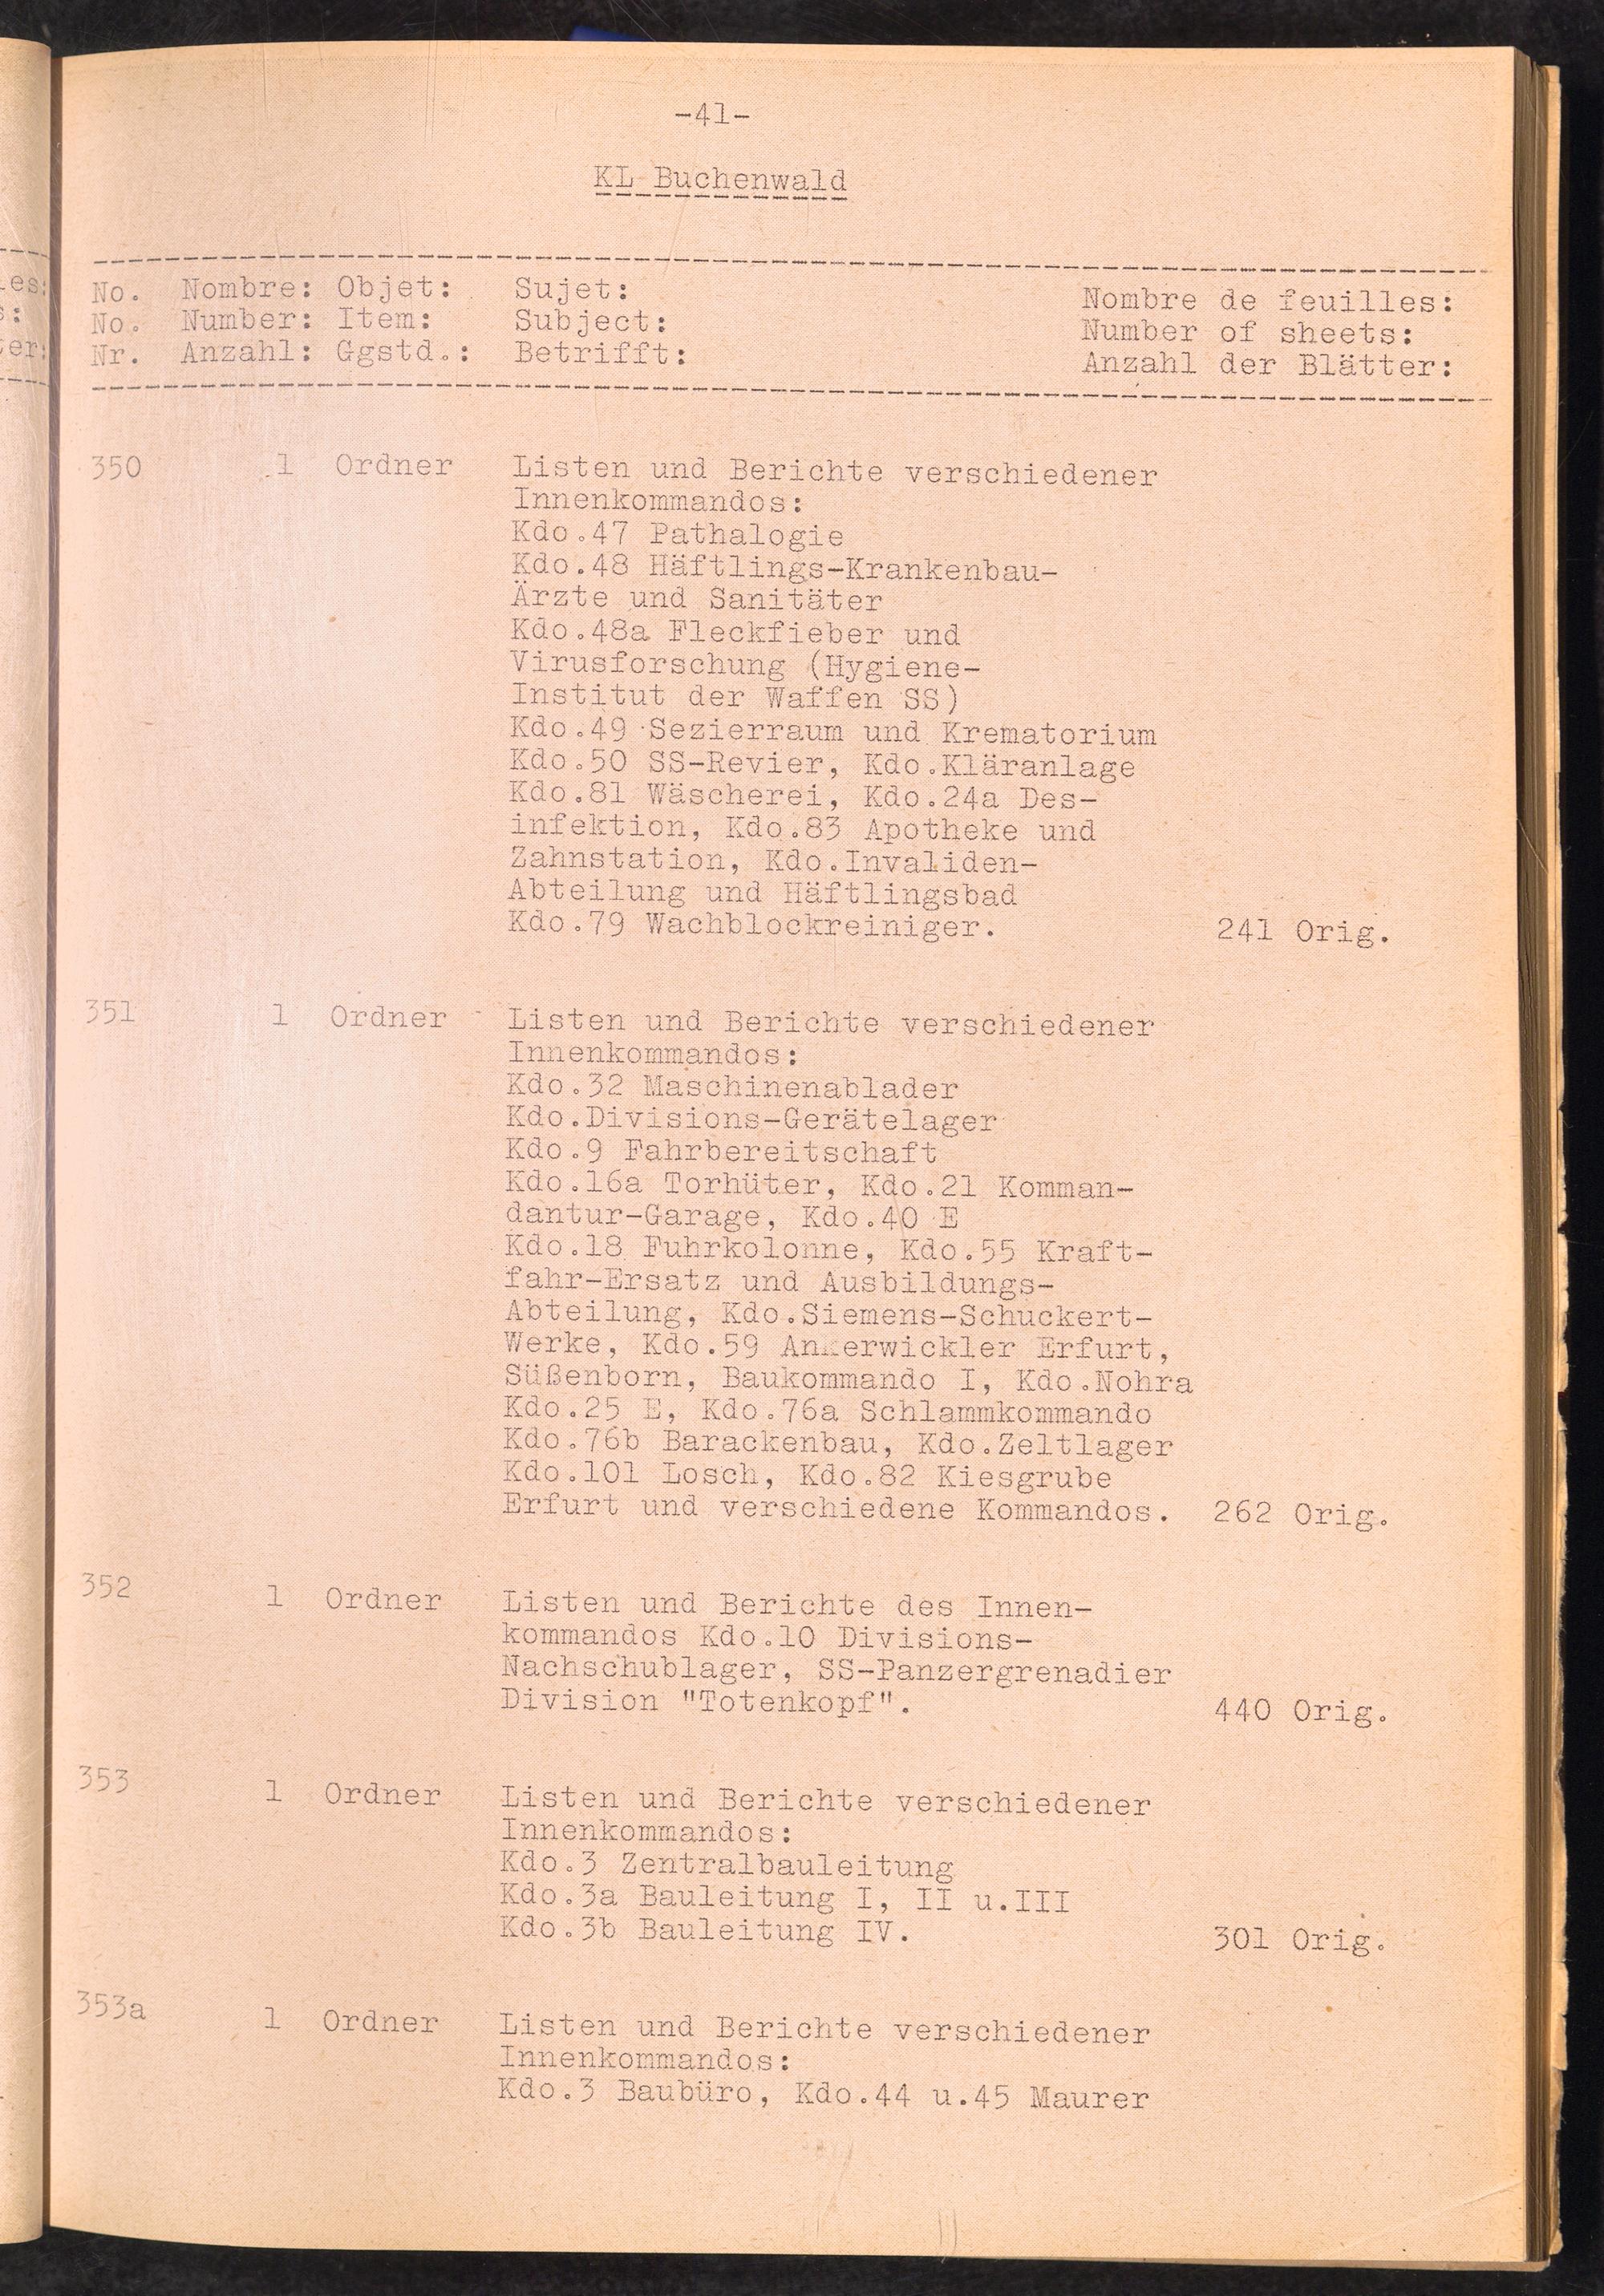 -41-
KL Buchenwald
No. Nombre: Objet: Sujet: Nombre de feuilles:
No. Number: Item: Subject: Number of sheets:
Nr. Anzahl: Ggstd.: Betrifft: Anzahl der Blätter:
350 1 Ordner Listen und Berichte verschiedener
Innenkommandos:
Kdo.47 Pathalogie
Kdo.48 Häftlings-Krankenbau-
Ärzte und Sanitäter
Kdo.48a Fleckfieber und
Virusforschung (Hygiene-
Institut der Waffen SS)
Kdo.49 Sezierraum und Krematorium
Kdo.50 SS-Revier, Kdo.Kläranlage
Kdo.81 Wäscherei, Kdo.24a Des-
infektion, Kdo.83 Apotheke und
Zahnstation, Kdo.Invaliden-
Abteilung und Häftlingsbad
Kdo.79 Wachblockreiniger. 241 Orig.
351 1 Ordner Listen und Berichte verschiedener
Innenkommandos:
Kdo.32 Maschinenablader
Kdo.Divisions-Gerätelager
Kdo.9 Fahrbereitschaft
Kdo.16a Torhüter, Kdo.21 Komman-
dantur-Garage, Kdo.40 E
Kdo.18 Fuhrkolonne, Kdo.55 Kraft-
fahr-Ersatz und Ausbildungs-
Abteilung, Kdo.Siemens-Schuckert-
Werke, Kdo.59 Ankerwickler Erfurt,
Süßenborn, Baukommando I, Kdo.Nohra
Kdo.25 E, Kdo.76a Schlammkommando
Kdo.76b Barackenbau, Kdo.Zeltlager
Kdo.101 Losch, Kdo.82 Kiesgrube
Erfurt und verschiedene Kommandos. 262 Orig.
352 1 Ordner Listen und Berichte des Innen-
kommandos Kdo.10 Divisions-
Nachschublager, SS-Panzergrenadier
Division "Totenkopf". 440 Orig.
353 1 Ordner Listen und Berichte verschiedener
Innenkommandos:
Kdo.3 Zentralbauleitung
Kdo.3a Bauleitung I, II u.III
Kdo.3b Bauleitung IV. 301 Orig.
353a 1 Ordner Listen und Berichte verschiedener
Innenkommandos:
Kdo.3 Baubüro, Kdo.44 u.45 Maurer